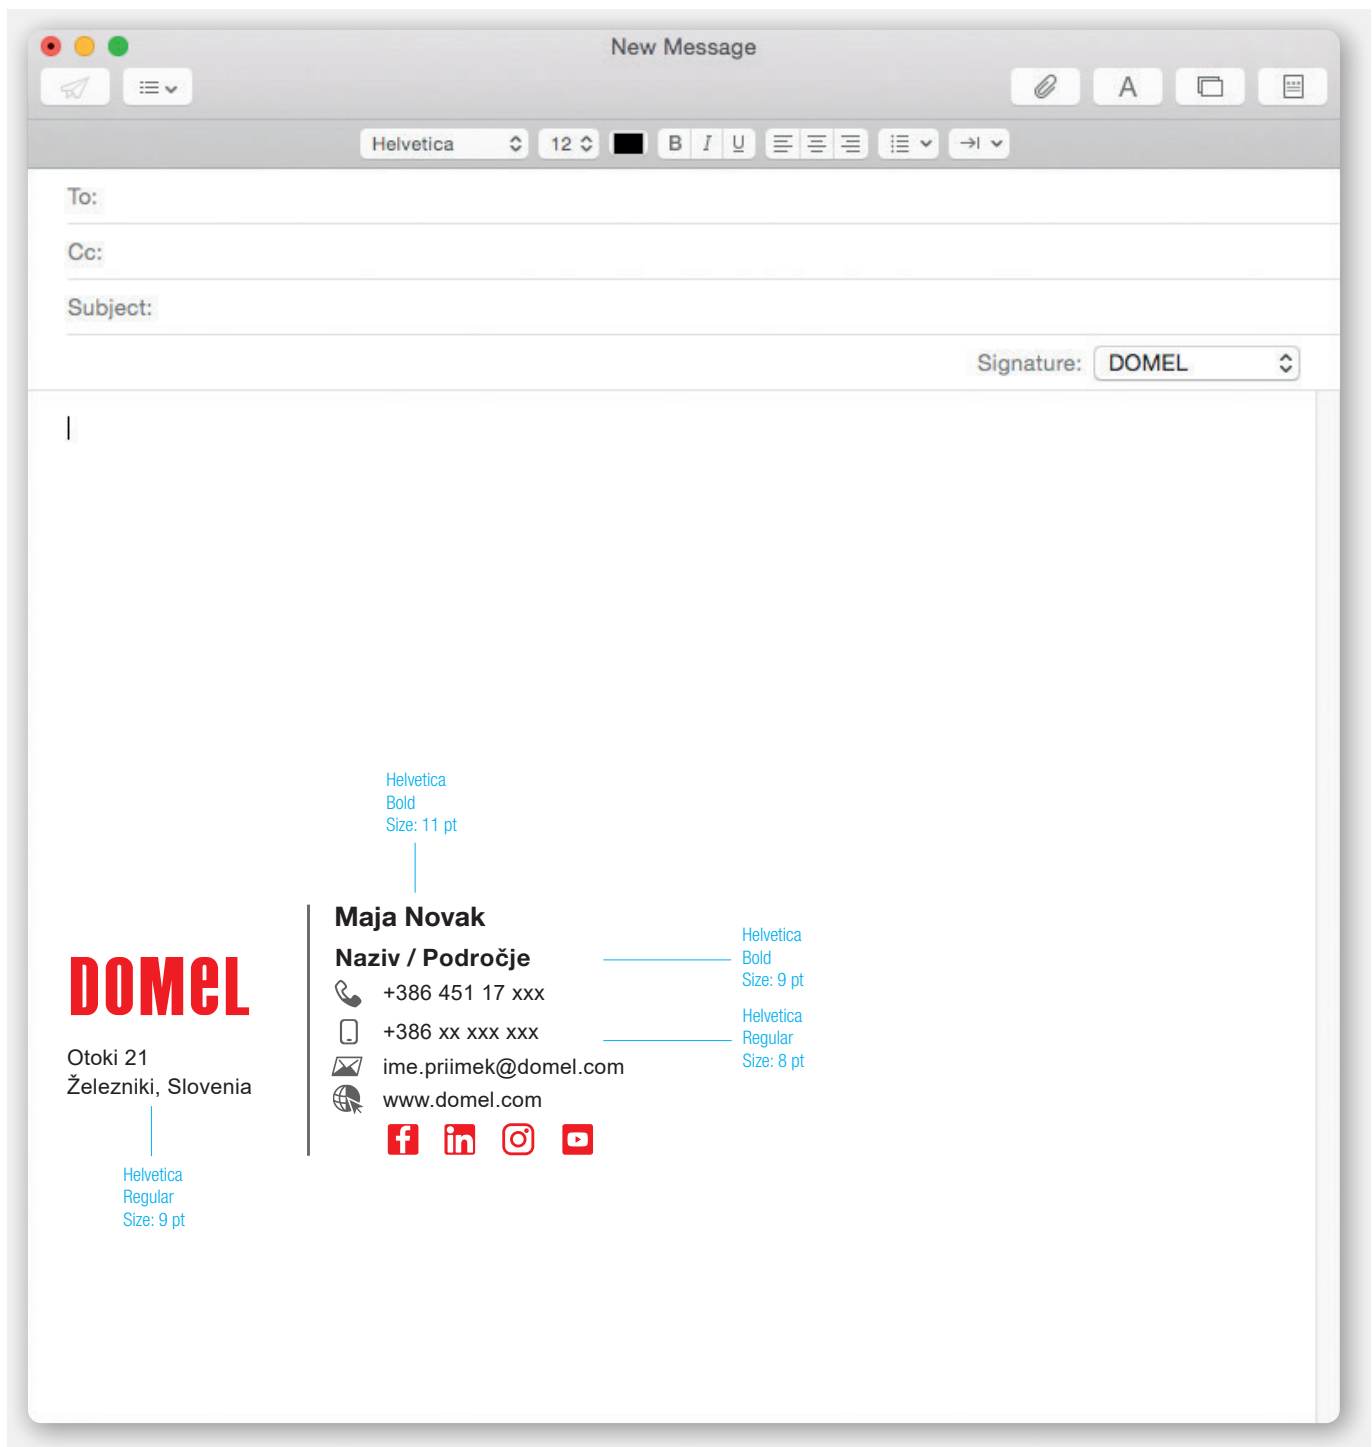 New Message
A
Helvetica 12 B I U
To:
Cc:
Subject:
Signature: DOMEL
Helvetica
Bold
Size: 11 pt
Maja Novak
Naziv / Področje
+386 451 17 xxx
+386 xx xxx xxx
ime.priimek@domel.com
www.domel.com
f in
Helvetica
Bold
Size: 9 pt
Helvetica
Regular
Size: 8 pt
DOMEL
Otoki 21
Železniki, Slovenia
Helvetica
Regular
Size: 9 pt